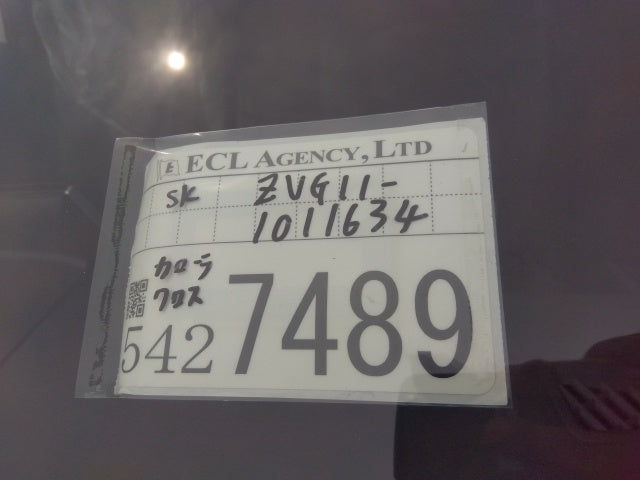 E ECL AGENCY, LTD
SK ZVG11-
1011634
カローラ
クロス
542 7489